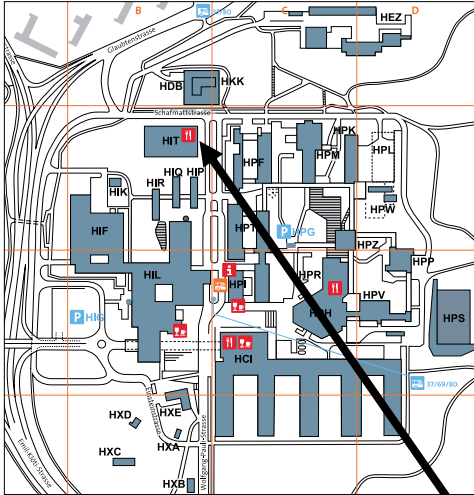 B
C
D
80
HEZ
Glaubtenstrasse
HDB
HKK
Schafmattstrasse
HIT
HPK
HPF
HPM
HPL
HIQ
HIP
HIR
HIK
HPW
HIF
HPT
P HPG
HPZ
HPP
HIL
i
HPR
HPI
HPH
HPV
HPS
P HIG
HCI
37/69/80
HXE
Einsteinstrasse
HXD
HXA
HXC
HXB
Wolfgang-Pauli-Strasse
Emil-Klöti-Strasse